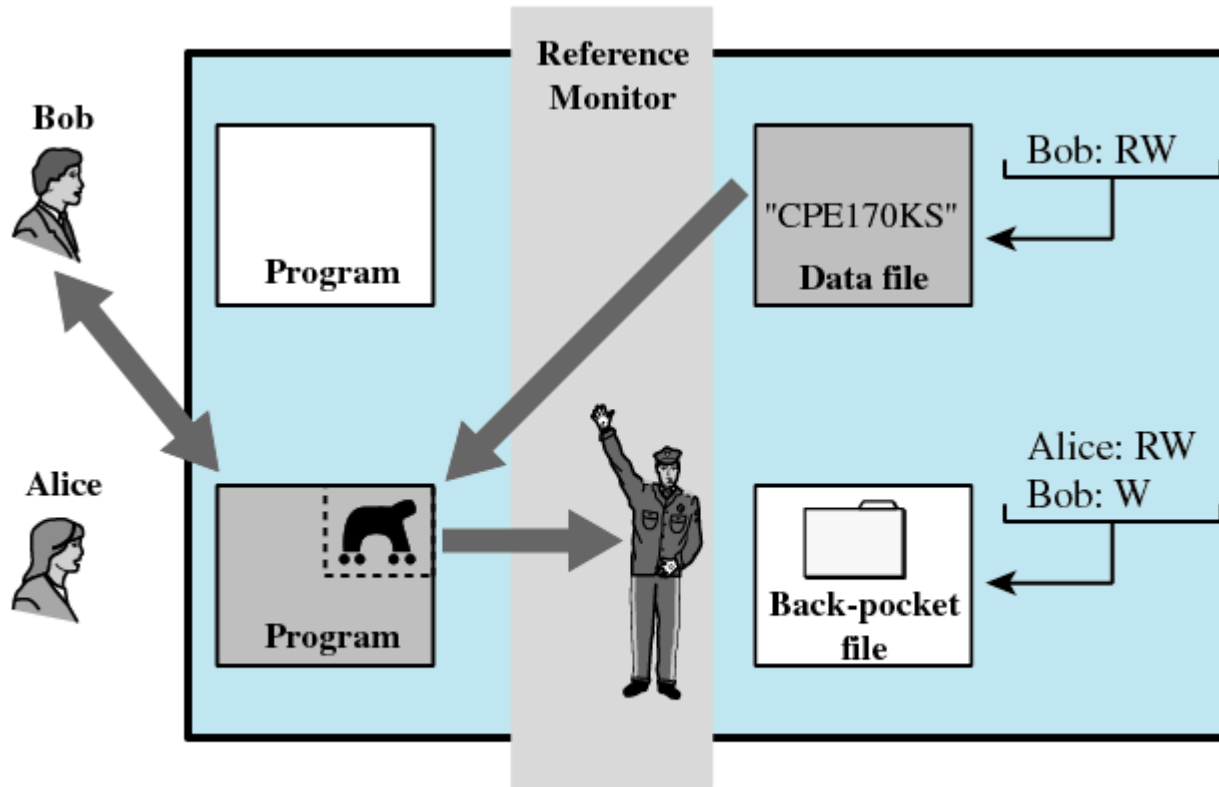 Reference
Monitor
Bob
Program
"CPE170KS"
Data file
Bob: RW
Alice
Program
Back-pocket
file
Alice: RW
Bob: W